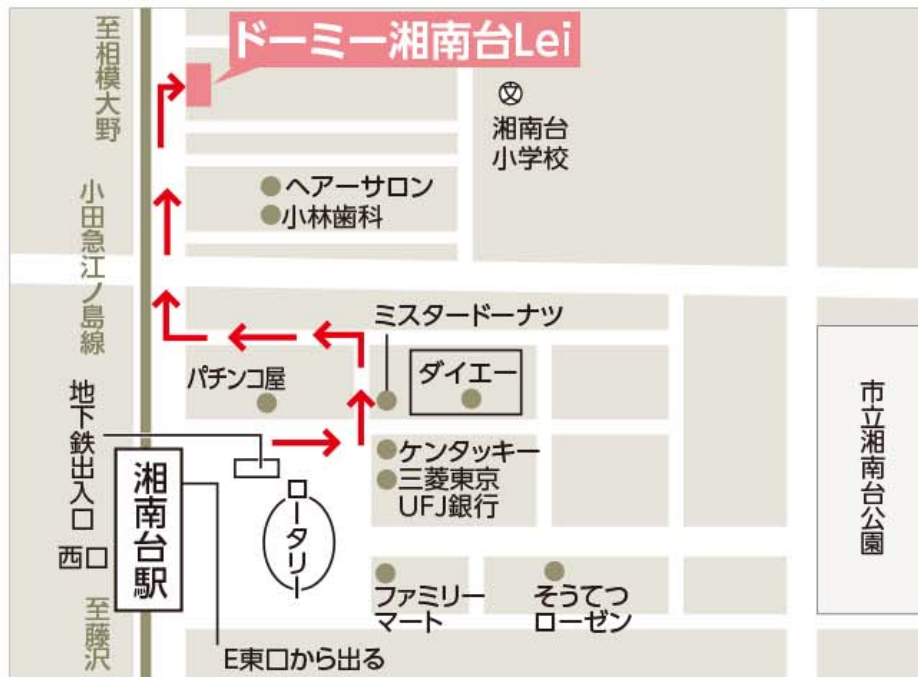 至相模大野
ドーミー湘南台Lei
湘南台
小学校
小田急江ノ島線
ヘアーサロン
小林歯科
ミスタードーナツ
パチンコ屋
ダイエー
地下鉄出入口
ケンタッキー
三菱東京
UFJ銀行
市立湘南台公園
湘南台駅
ロータリー
西口
ファミリー
マート
そうてつ
ローゼン
至藤沢
E東口から出る